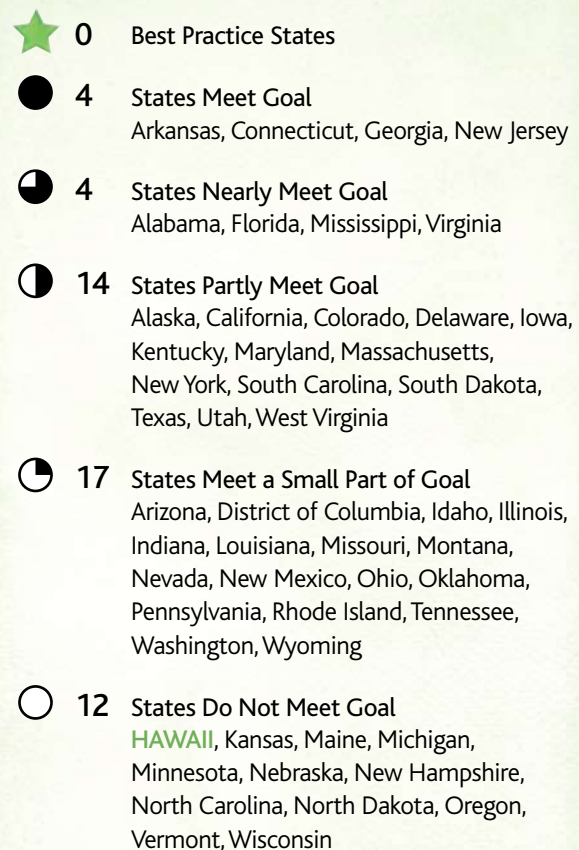 0 Best Practice States
4 States Meet Goal
Arkansas, Connecticut, Georgia, New Jersey
4 States Nearly Meet Goal
Alabama, Florida, Mississippi, Virginia
14 States Partly Meet Goal
Alaska, California, Colorado, Delaware, Iowa,
Kentucky, Maryland, Massachusetts,
New York, South Carolina, South Dakota,
Texas, Utah, West Virginia
17 States Meet a Small Part of Goal
Arizona, District of Columbia, Idaho, Illinois,
Indiana, Louisiana, Missouri, Montana,
Nevada, New Mexico, Ohio, Oklahoma,
Pennsylvania, Rhode Island, Tennessee,
Washington, Wyoming
12 States Do Not Meet Goal
HAWAII, Kansas, Maine, Michigan,
Minnesota, Nebraska, New Hampshire,
North Carolina, North Dakota, Oregon,
Vermont, Wisconsin